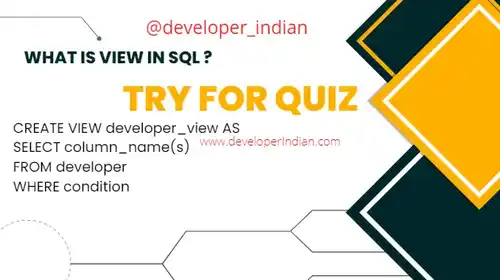 @developer_indian
WHAT IS VIEW IN SQL ?
TRY FOR QUIZ
CREATE VIEW developer_view AS
SELECT column_name(s)
www.developerIndian.com
FROM developer
WHERE condition